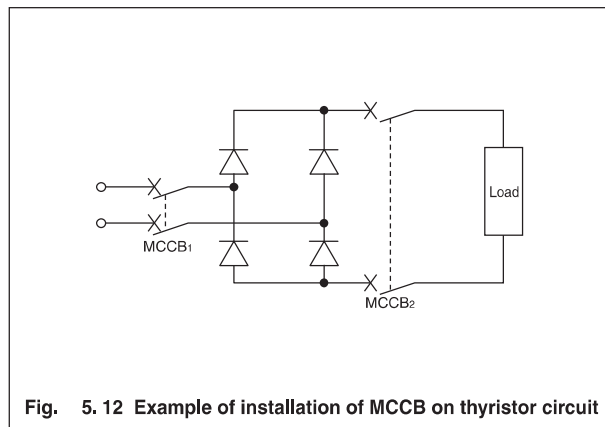 MCCB1
MCCB2
Load
Fig. 5. 12 Example of installation of MCCB on thyristor circuit